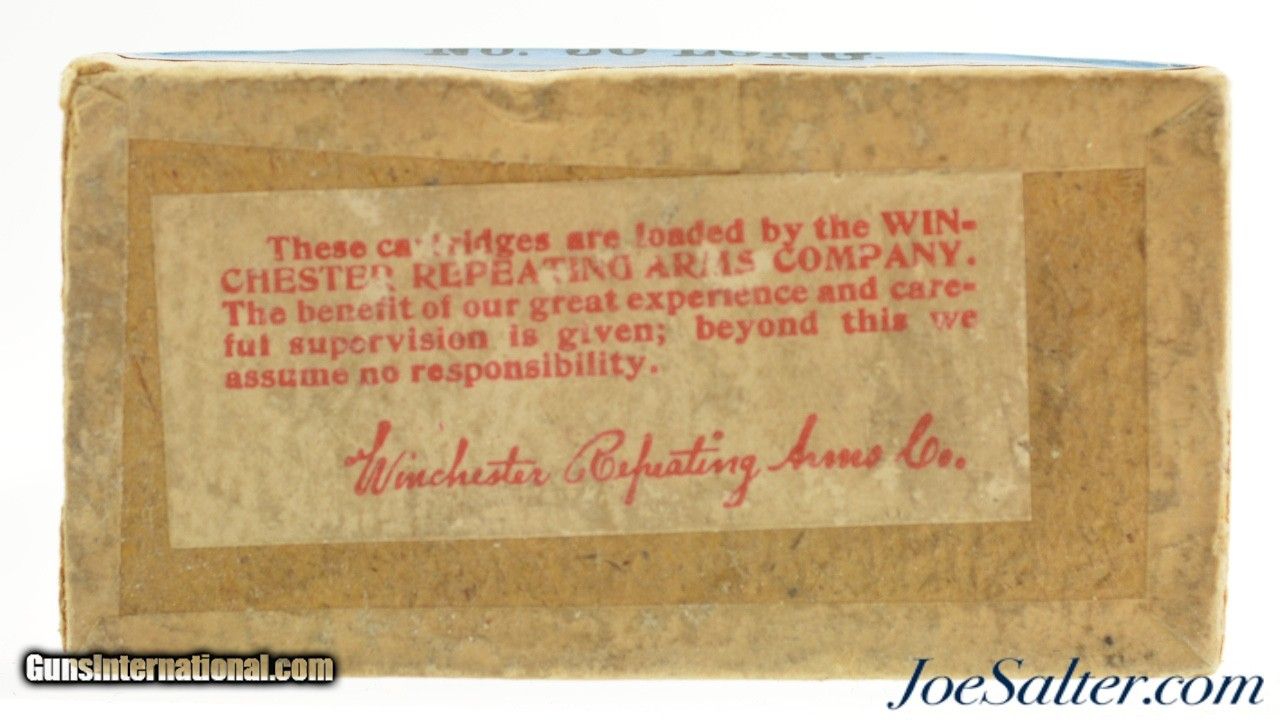 These cartridges are loaded by the WIN-
CHESTER REPEATING ARMS COMPANY.
The benefit of our great experience and care-
ful supervision is given; beyond this we
assume no responsibility.
Winchester Repeating Arms Co.
GunsInternational.com
JoeSalter.com